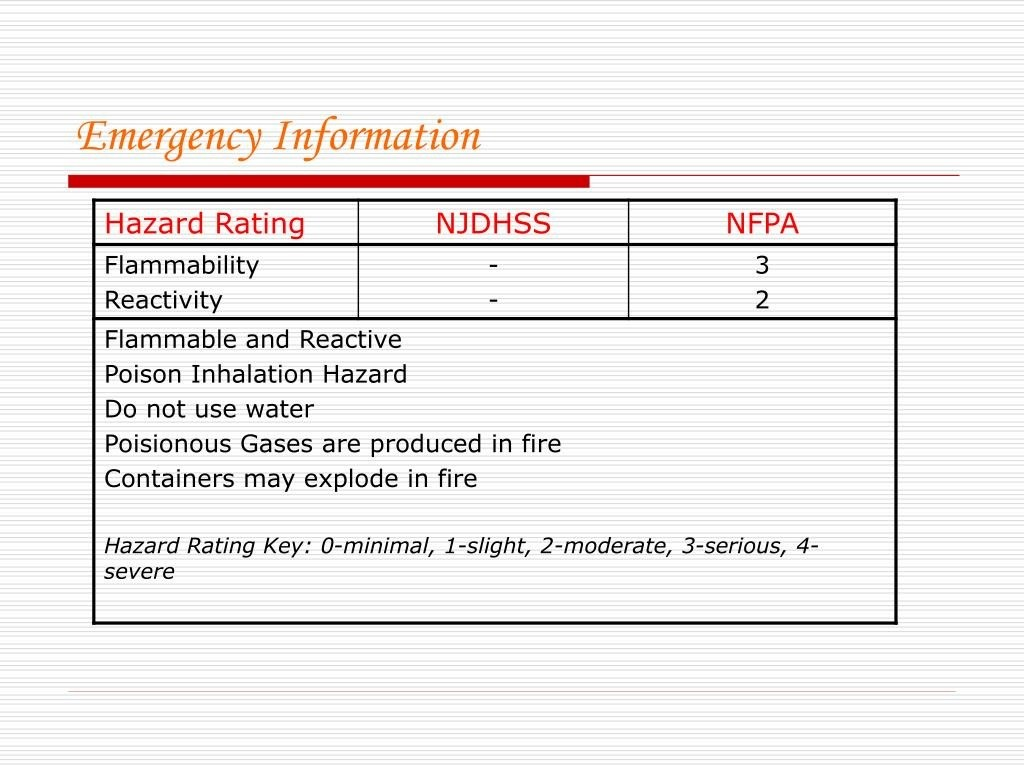 Emergency Information
Hazard Rating NJDHSS NFPA
Flammability - 3
Reactivity - 2
Flammable and Reactive
Poison Inhalation Hazard
Do not use water
Poisionous Gases are produced in fire
Containers may explode in fire
Hazard Rating Key: 0-minimal, 1-slight, 2-moderate, 3-serious, 4-
severe